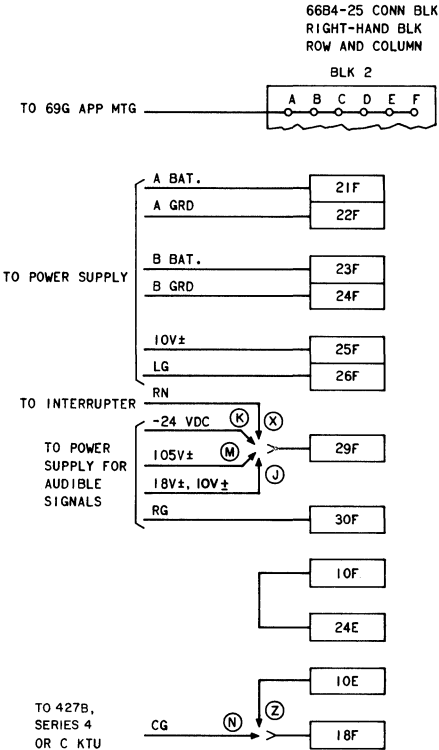 66B4-25 CONN BLK
RIGHT-HAND BLK
ROW AND COLUMN
BLK 2
A B C D E F
TO 69G APP MTG
A BAT.
21F
A GRD
22F
TO POWER SUPPLY
B BAT.
23F
B GRD
24F
10V±
25F
LG
26F
TO INTERRUPTER
RN
X
-24 VDC
K
TO POWER
SUPPLY FOR
AUDIBLE
SIGNALS
105V±
M
29F
18V±, 10V±
J
RG
30F
10F
24E
10E
Z
TO 427B,
SERIES 4
OR C KTU
CG
N
18F